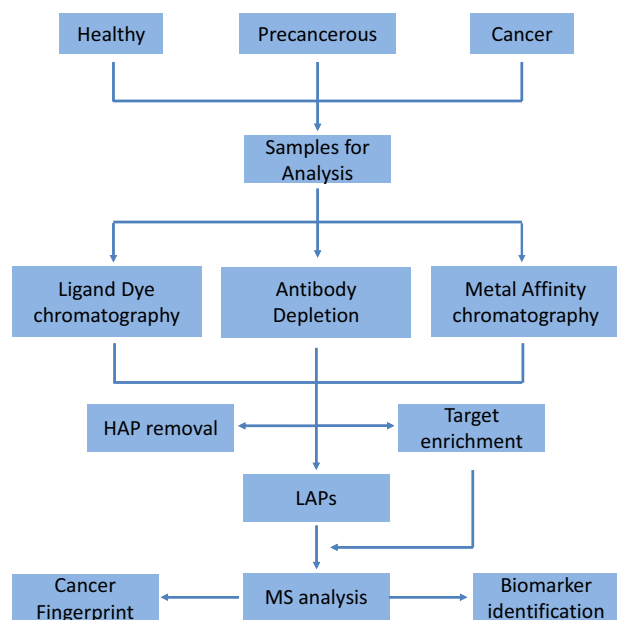 Healthy
Precancerous
Cancer
Samples for
Analysis
Ligand Dye
chromatography
Antibody
Depletion
Metal Affinity
chromatography
HAP removal
Target
enrichment
LAPs
Cancer
Fingerprint
MS analysis
Biomarker
identification